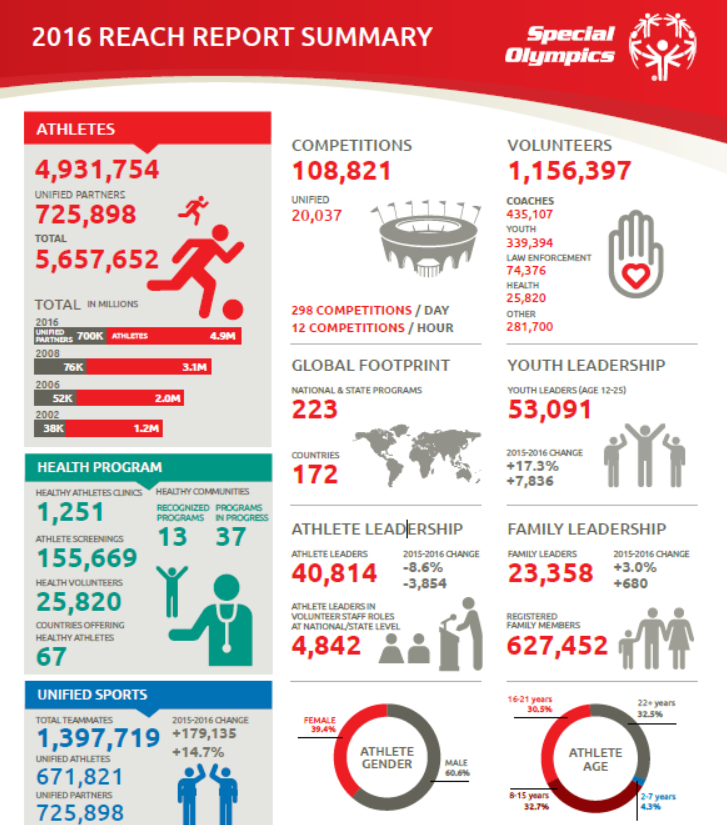 2016 REACH REPORT SUMMARY
Special
Olympics
ATHLETES
4,931,754
UNIFIED PARTNERS
725,898
TOTAL
5,657,652
TOTAL IN MILLIONS
2016
UNIFIED
PARTNERS 700K ATHLETES 4.9M
2008
76K 3.1M
2006
52K 2.0M
2002
38K 1.2M
HEALTH PROGRAM
HEALTHY ATHLETES CLINICS
1,251
ATHLETE SCREENINGS
155,669
HEALTH VOLUNTEERS
25,820
COUNTRIES OFFERING
HEALTHY ATHLETES
67
HEALTHY COMMUNITIES
RECOGNIZED
PROGRAMS
13
PROGRAMS
IN PROGRESS
37
UNIFIED SPORTS
TOTAL TEAMMATES
1,397,719
UNIFIED ATHLETES
671,821
UNIFIED PARTNERS
725,898
2015-2016 CHANGE
+179,135
+14.7%
COMPETITIONS
108,821
UNIFIED
20,037
298 COMPETITIONS / DAY
12 COMPETITIONS / HOUR
GLOBAL FOOTPRINT
NATIONAL & STATE PROGRAMS
223
COUNTRIES
172
ATHLETE LEADERSHIP
ATHLETE LEADERS
40,814
2015-2016 CHANGE
-8.6%
-3,854
ATHLETE LEADERS IN
VOLUNTEER STAFF ROLES
AT NATIONAL/STATE LEVEL
4,842
FEMALE
39.4%
ATHLETE
GENDER
MALE
60.6%
VOLUNTEERS
1,156,397
COACHES
435,107
YOUTH
339,394
LAW ENFORCEMENT
74,376
HEALTH
25,820
OTHER
281,700
YOUTH LEADERSHIP
YOUTH LEADERS (AGE 12-25)
53,091
2015-2016 CHANGE
+17.3%
+7,836
FAMILY LEADERSHIP
FAMILY LEADERS
23,358
2015-2016 CHANGE
+3.0%
+680
REGISTERED
FAMILY MEMBERS
627,452
16-21 years
30.5%
22+ years
32.5%
ATHLETE
AGE
8-15 years
32.7%
2-7 years
4.3%